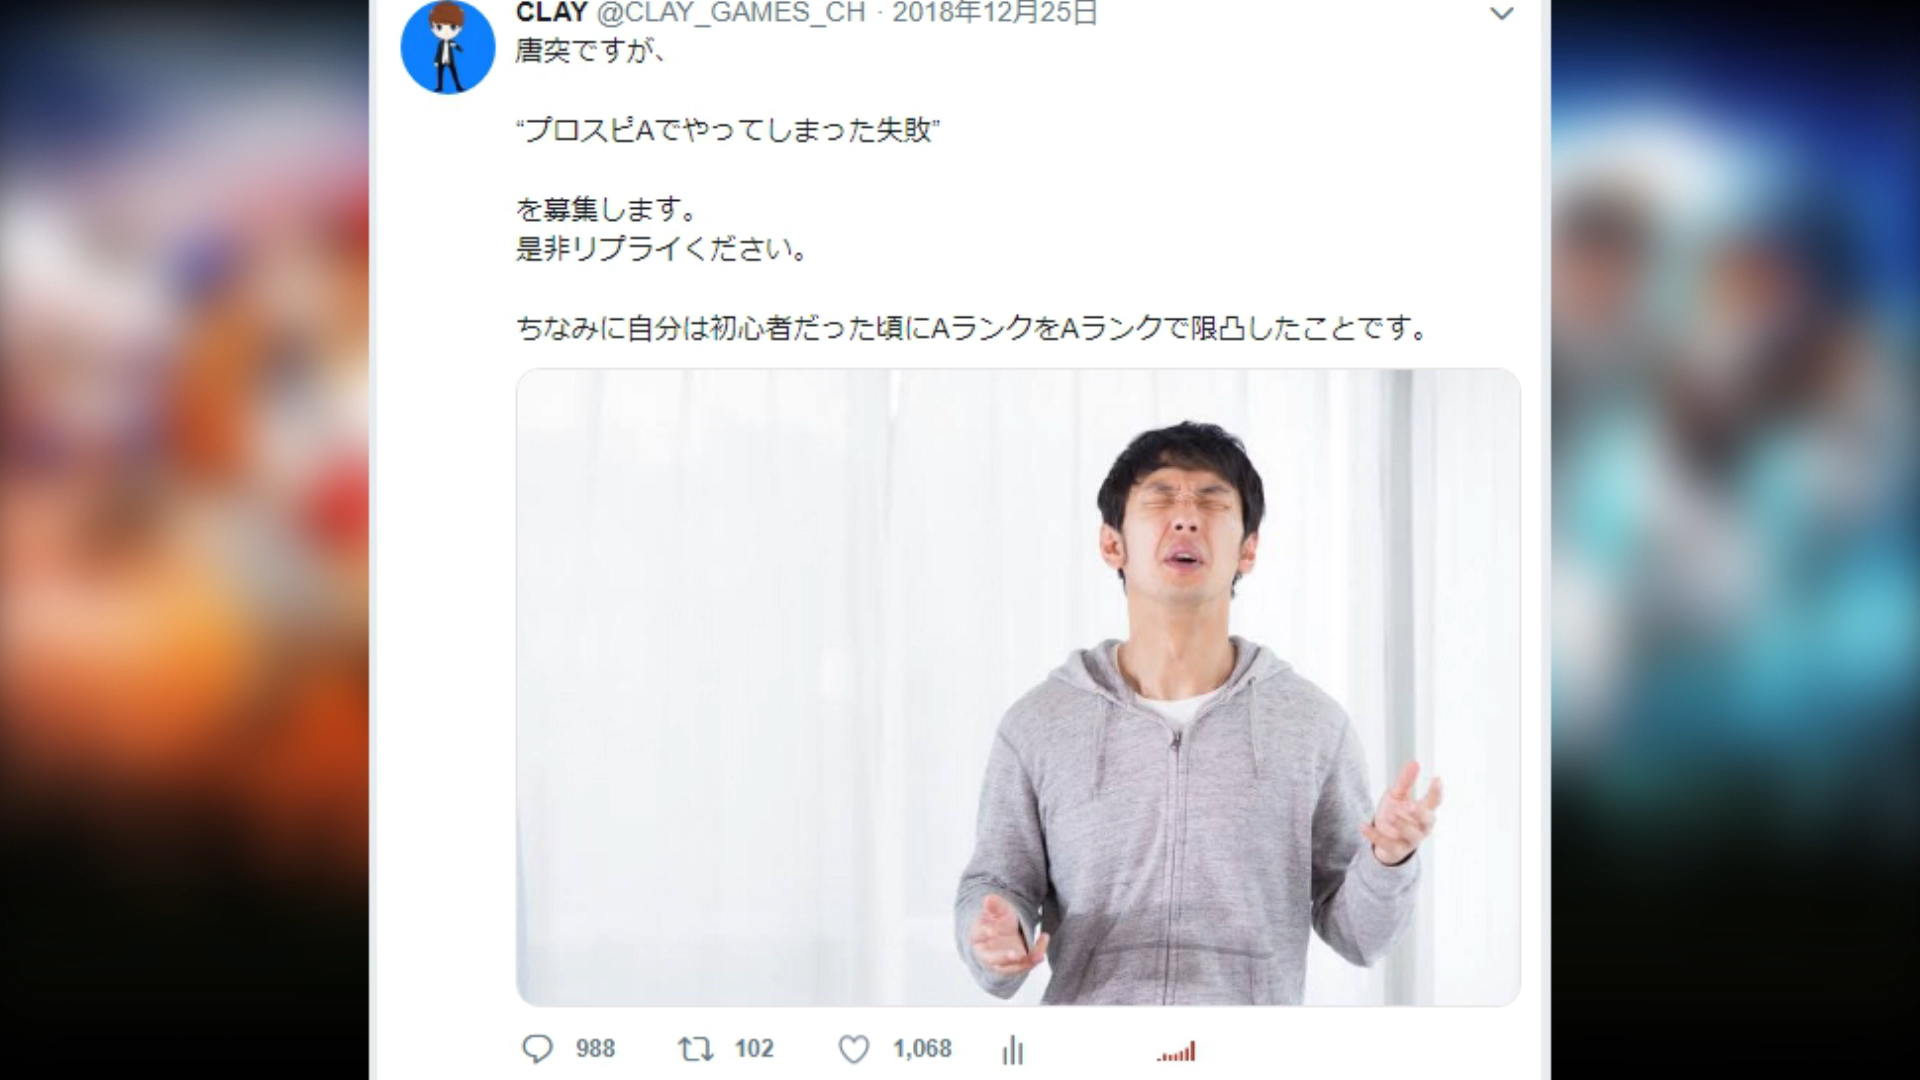 CLAY @CLAY_GAMES_CH · 2018年12月25日
唐突ですが、
“プロスピAでやってしまった失敗”
を募集します。
是非リプライください。
ちなみに自分は初心者だった頃にAランクをAランクで限凸したことです。
988 102 1,068